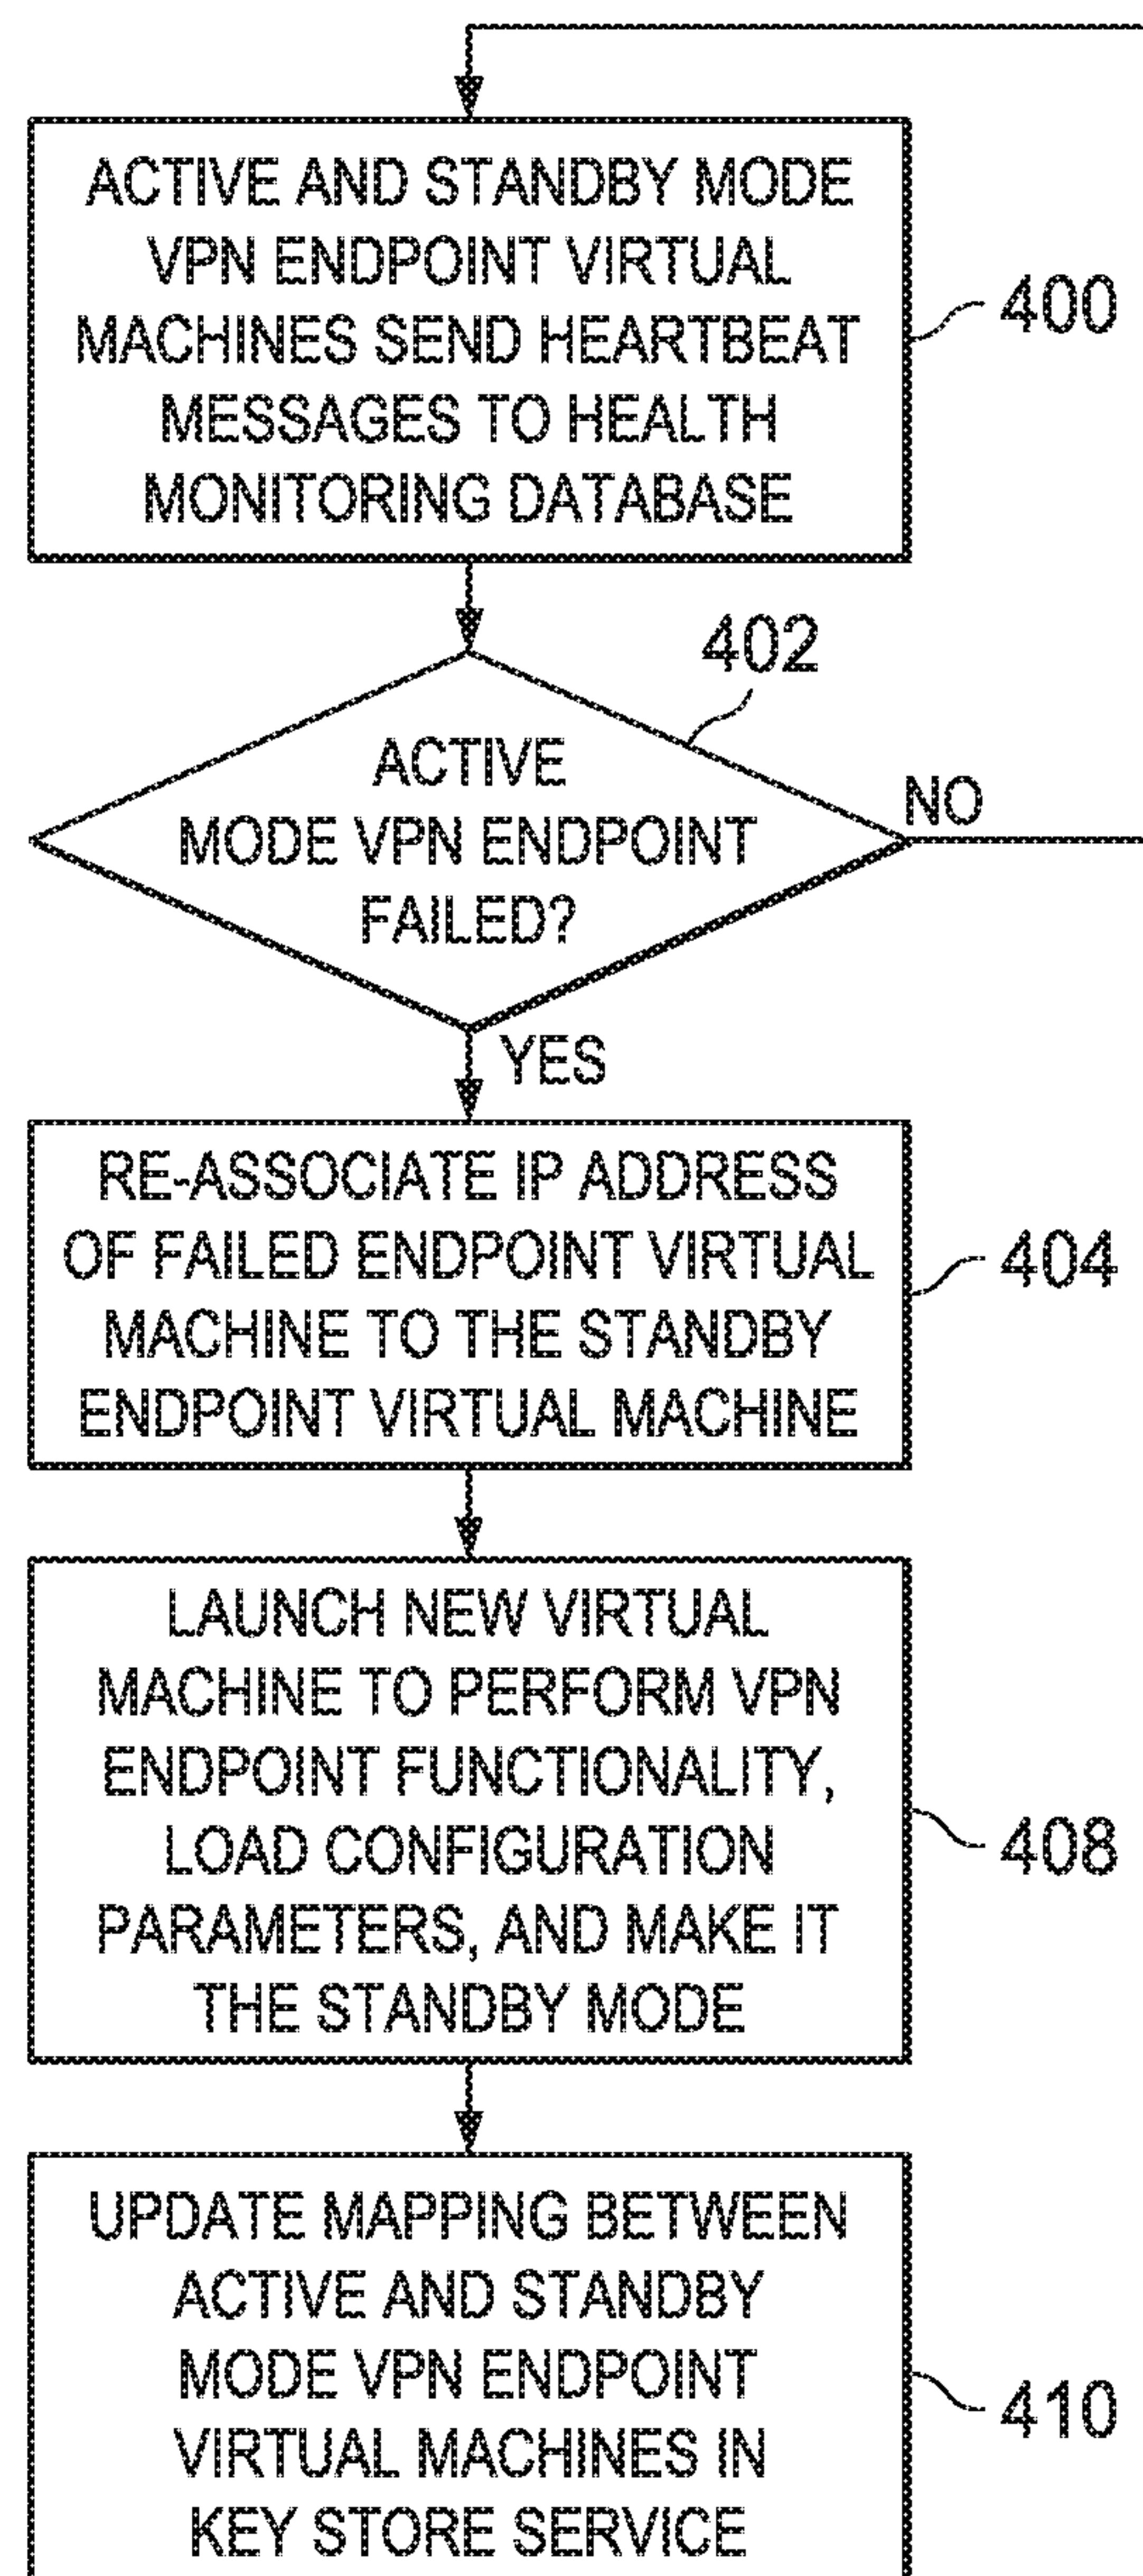 ACTIVE AND STANDBY MODE
VPN ENDPOINT VIRTUAL
MACHINES SEND HEARTBEAT
MESSAGES TO HEALTH
MONITORING DATABASE
400
402
ACTIVE
MODE VPN ENDPOINT
FAILED?
NO
YES
RE-ASSOCIATE IP ADDRESS
OF FAILED ENDPOINT VIRTUAL
MACHINE TO THE STANDBY
ENDPOINT VIRTUAL MACHINE
404
LAUNCH NEW VIRTUAL
MACHINE TO PERFORM VPN
ENDPOINT FUNCTIONALITY,
LOAD CONFIGURATION
PARAMETERS, AND MAKE IT
THE STANDBY MODE
408
UPDATE MAPPING BETWEEN
ACTIVE AND STANDBY
MODE VPN ENDPOINT
VIRTUAL MACHINES IN
KEY STORE SERVICE
410